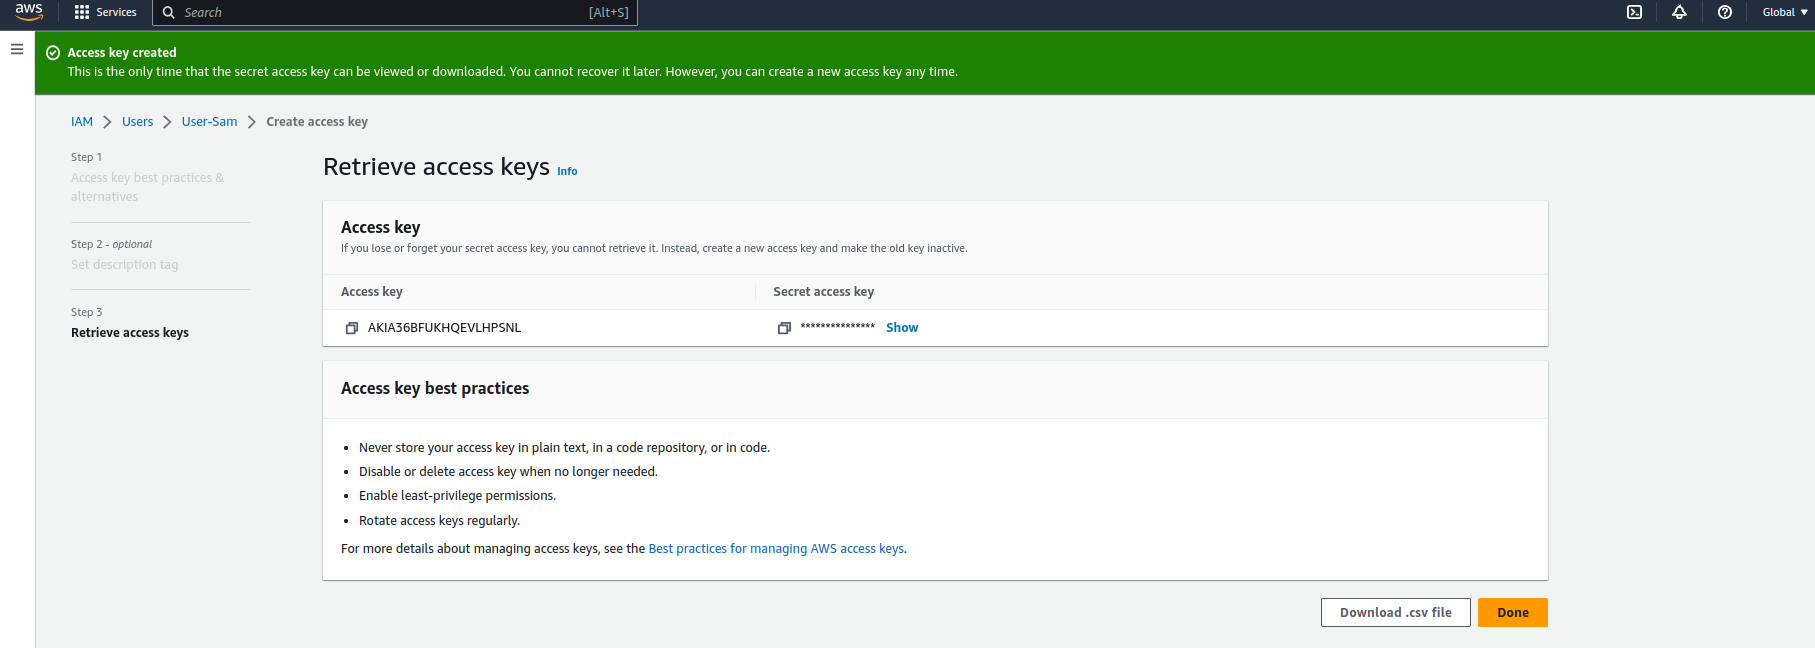 aws
Services
Search
[Alt+S]
Global
Access key created
This is the only time that the secret access key can be viewed or downloaded. You cannot recover it later. However, you can create a new access key any time.
IAM
Users
User-Sam
Create access key
Step 1
Access key best practices &
alternatives
Step 2 - optional
Set description tag
Step 3
Retrieve access keys
Retrieve access keys Info
Access key
If you lose or forget your secret access key, you cannot retrieve it. Instead, create a new access key and make the old key inactive.
Access key
Secret access key
AKIA36BFUKHQEVLHPSNL
*************** Show
Access key best practices
• Never store your access key in plain text, in a code repository, or in code.
• Disable or delete access key when no longer needed.
• Enable least-privilege permissions.
• Rotate access keys regularly.
For more details about managing access keys, see the Best practices for managing AWS access keys.
Download .csv file
Done